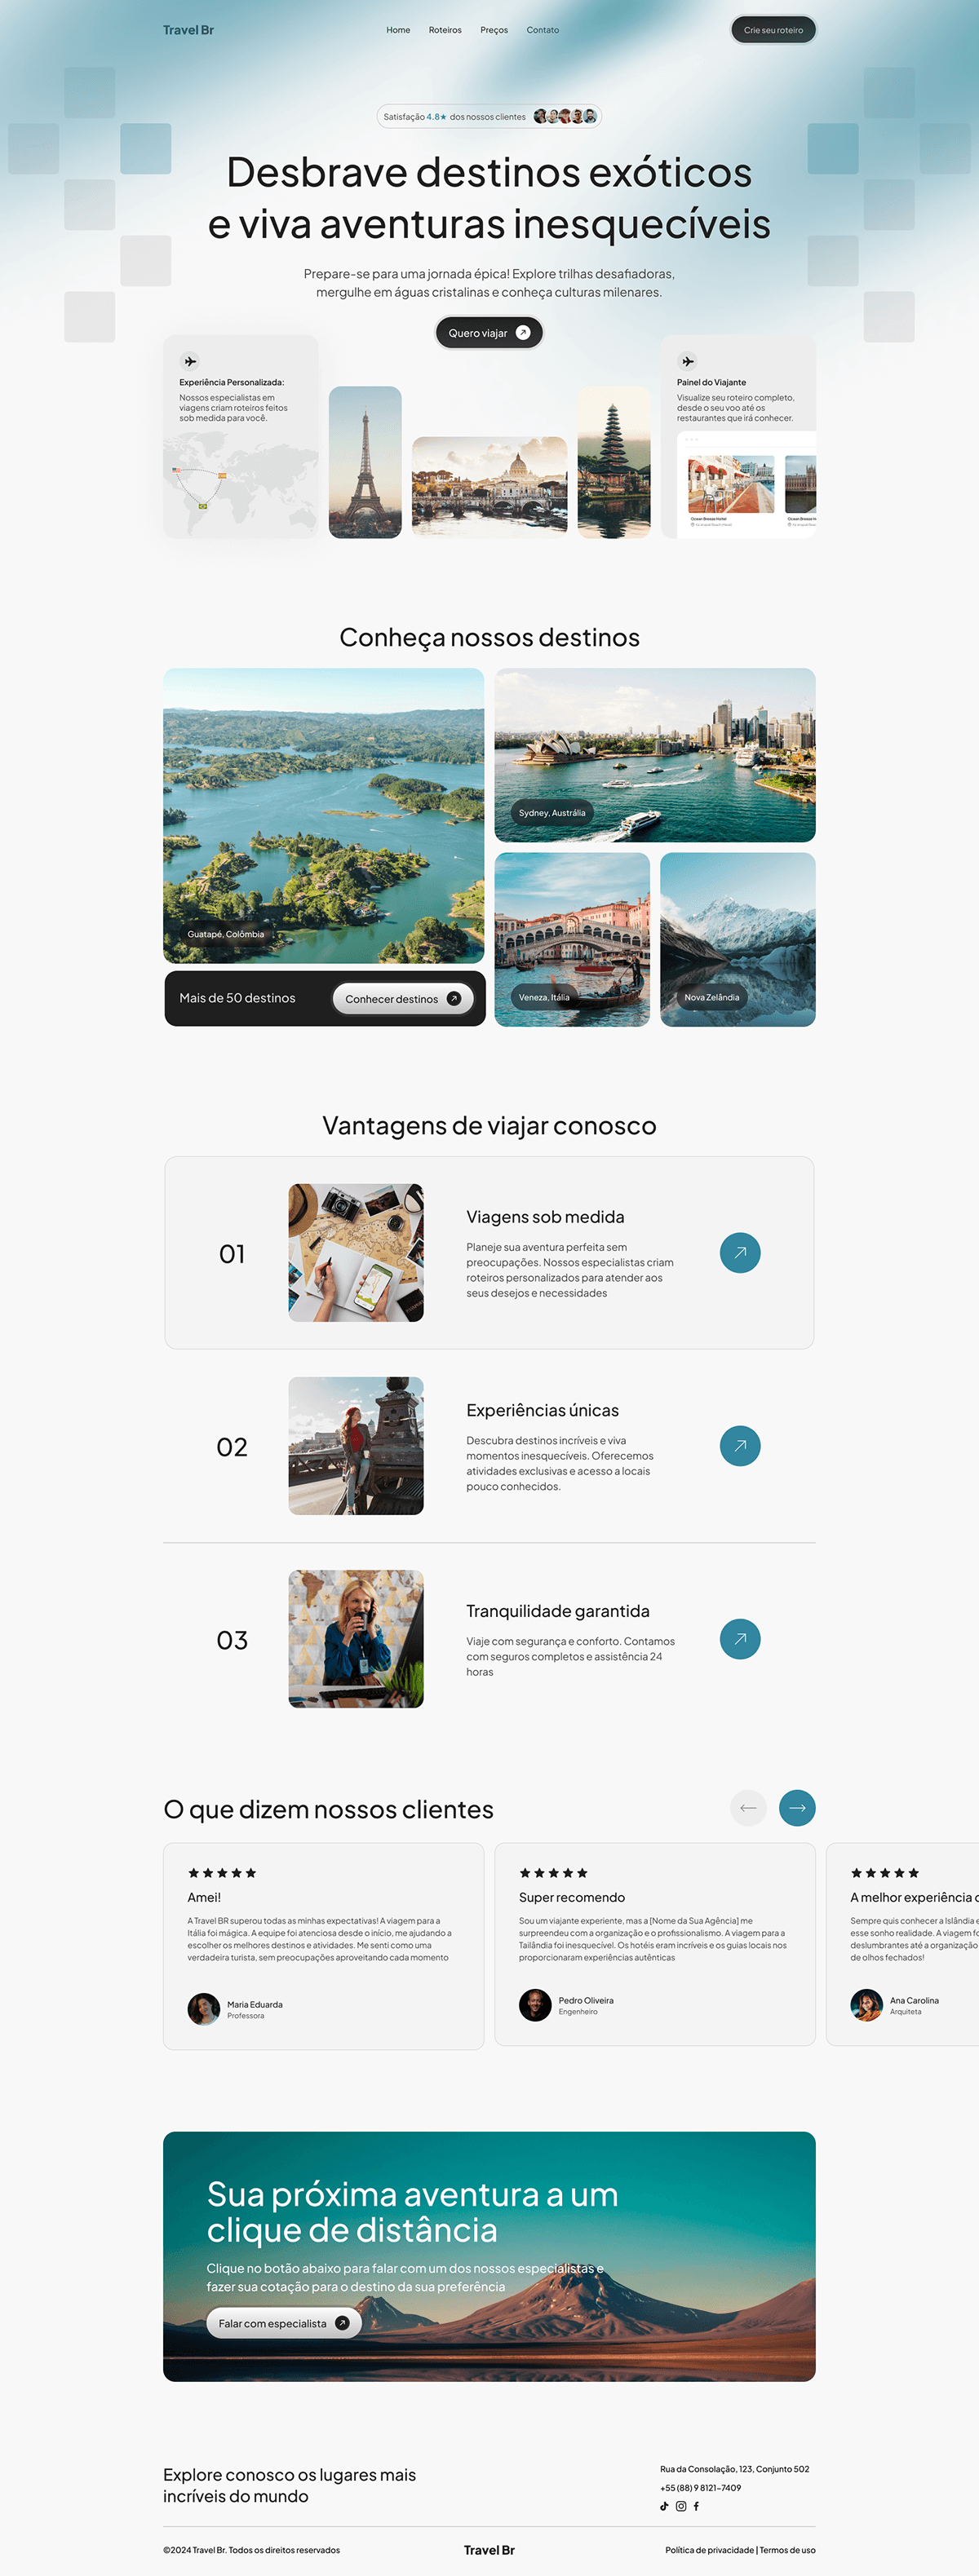 Travel Br
Home
Roteiros
Preços
Contato
Crie seu roteiro
Satisfação 4.8★ dos nossos clientes
Desbrave destinos exóticos
e viva aventuras inesquecíveis
Prepare-se para uma jornada épica! Explore trilhas desafiadoras,
mergulhe em águas cristalinas e conheça culturas milenares.
Quero viajar
Experiência Personalizada:
Nossos especialistas em
viagens criam roteiros feitos
sob medida para você.
Painel do Viajante
Visualize seu roteiro completo,
desde o seu voo até os
restaurantes que irá conhecer.
Ocean Breeze Hotel
Ocean Breeze H
Conheça nossos destinos
Guatapé, Colômbia
Sydney, Austrália
Mais de 50 destinos
Conhecer destinos
Veneza, Itália
Nova Zelândia
Vantagens de viajar conosco
01
Viagens sob medida
Planeje sua aventura perfeita sem
preocupações. Nossos especialistas criam
roteiros personalizados para atender aos
seus desejos e necessidades
02
Experiências únicas
Descubra destinos incríveis e viva
momentos inesquecíveis. Oferecemos
atividades exclusivas e acesso a locais
pouco conhecidos.
03
Tranquilidade garantida
Viaje com segurança e conforto. Contamos
com seguros completos e assistência 24
horas
O que dizem nossos clientes
Amei!
A Travel BR superou todas as minhas expectativas! A viagem para a
Itália foi mágica. A equipe foi atenciosa desde o início, me ajudando a
escolher os melhores destinos e atividades. Me senti como uma
verdadeira turista, sem preocupações aproveitando cada momento
Maria Eduarda
Professora
Super recomendo
Sou um viajante experiente, mas a [Nome da Sua Agência] me
surpreendeu com a organização e o profissionalismo. A viagem para a
Tailândia foi inesquecível. Os hotéis eram incríveis e os guias locais nos
proporcionaram experiências autênticas
Pedro Oliveira
Engenheiro
A melhor experiência
Sempre quis conhecer a Islândia e
esse sonho realidade. A viagem fo
deslumbrantes até a organização
de olhos fechados!
Ana Carolina
Arquiteta
Sua próxima aventura a um
clique de distância
Clique no botão abaixo para falar com um dos nossos especialistas e
fazer sua cotação para o destino da sua preferência
Falar com especialista
Explore conosco os lugares mais
incríveis do mundo
Rua da Consolação, 123, Conjunto 502
+55 (88) 9 8121-7409
©2024 Travel Br. Todos os direitos reservados
Travel Br
Política de privacidade | Termos de uso